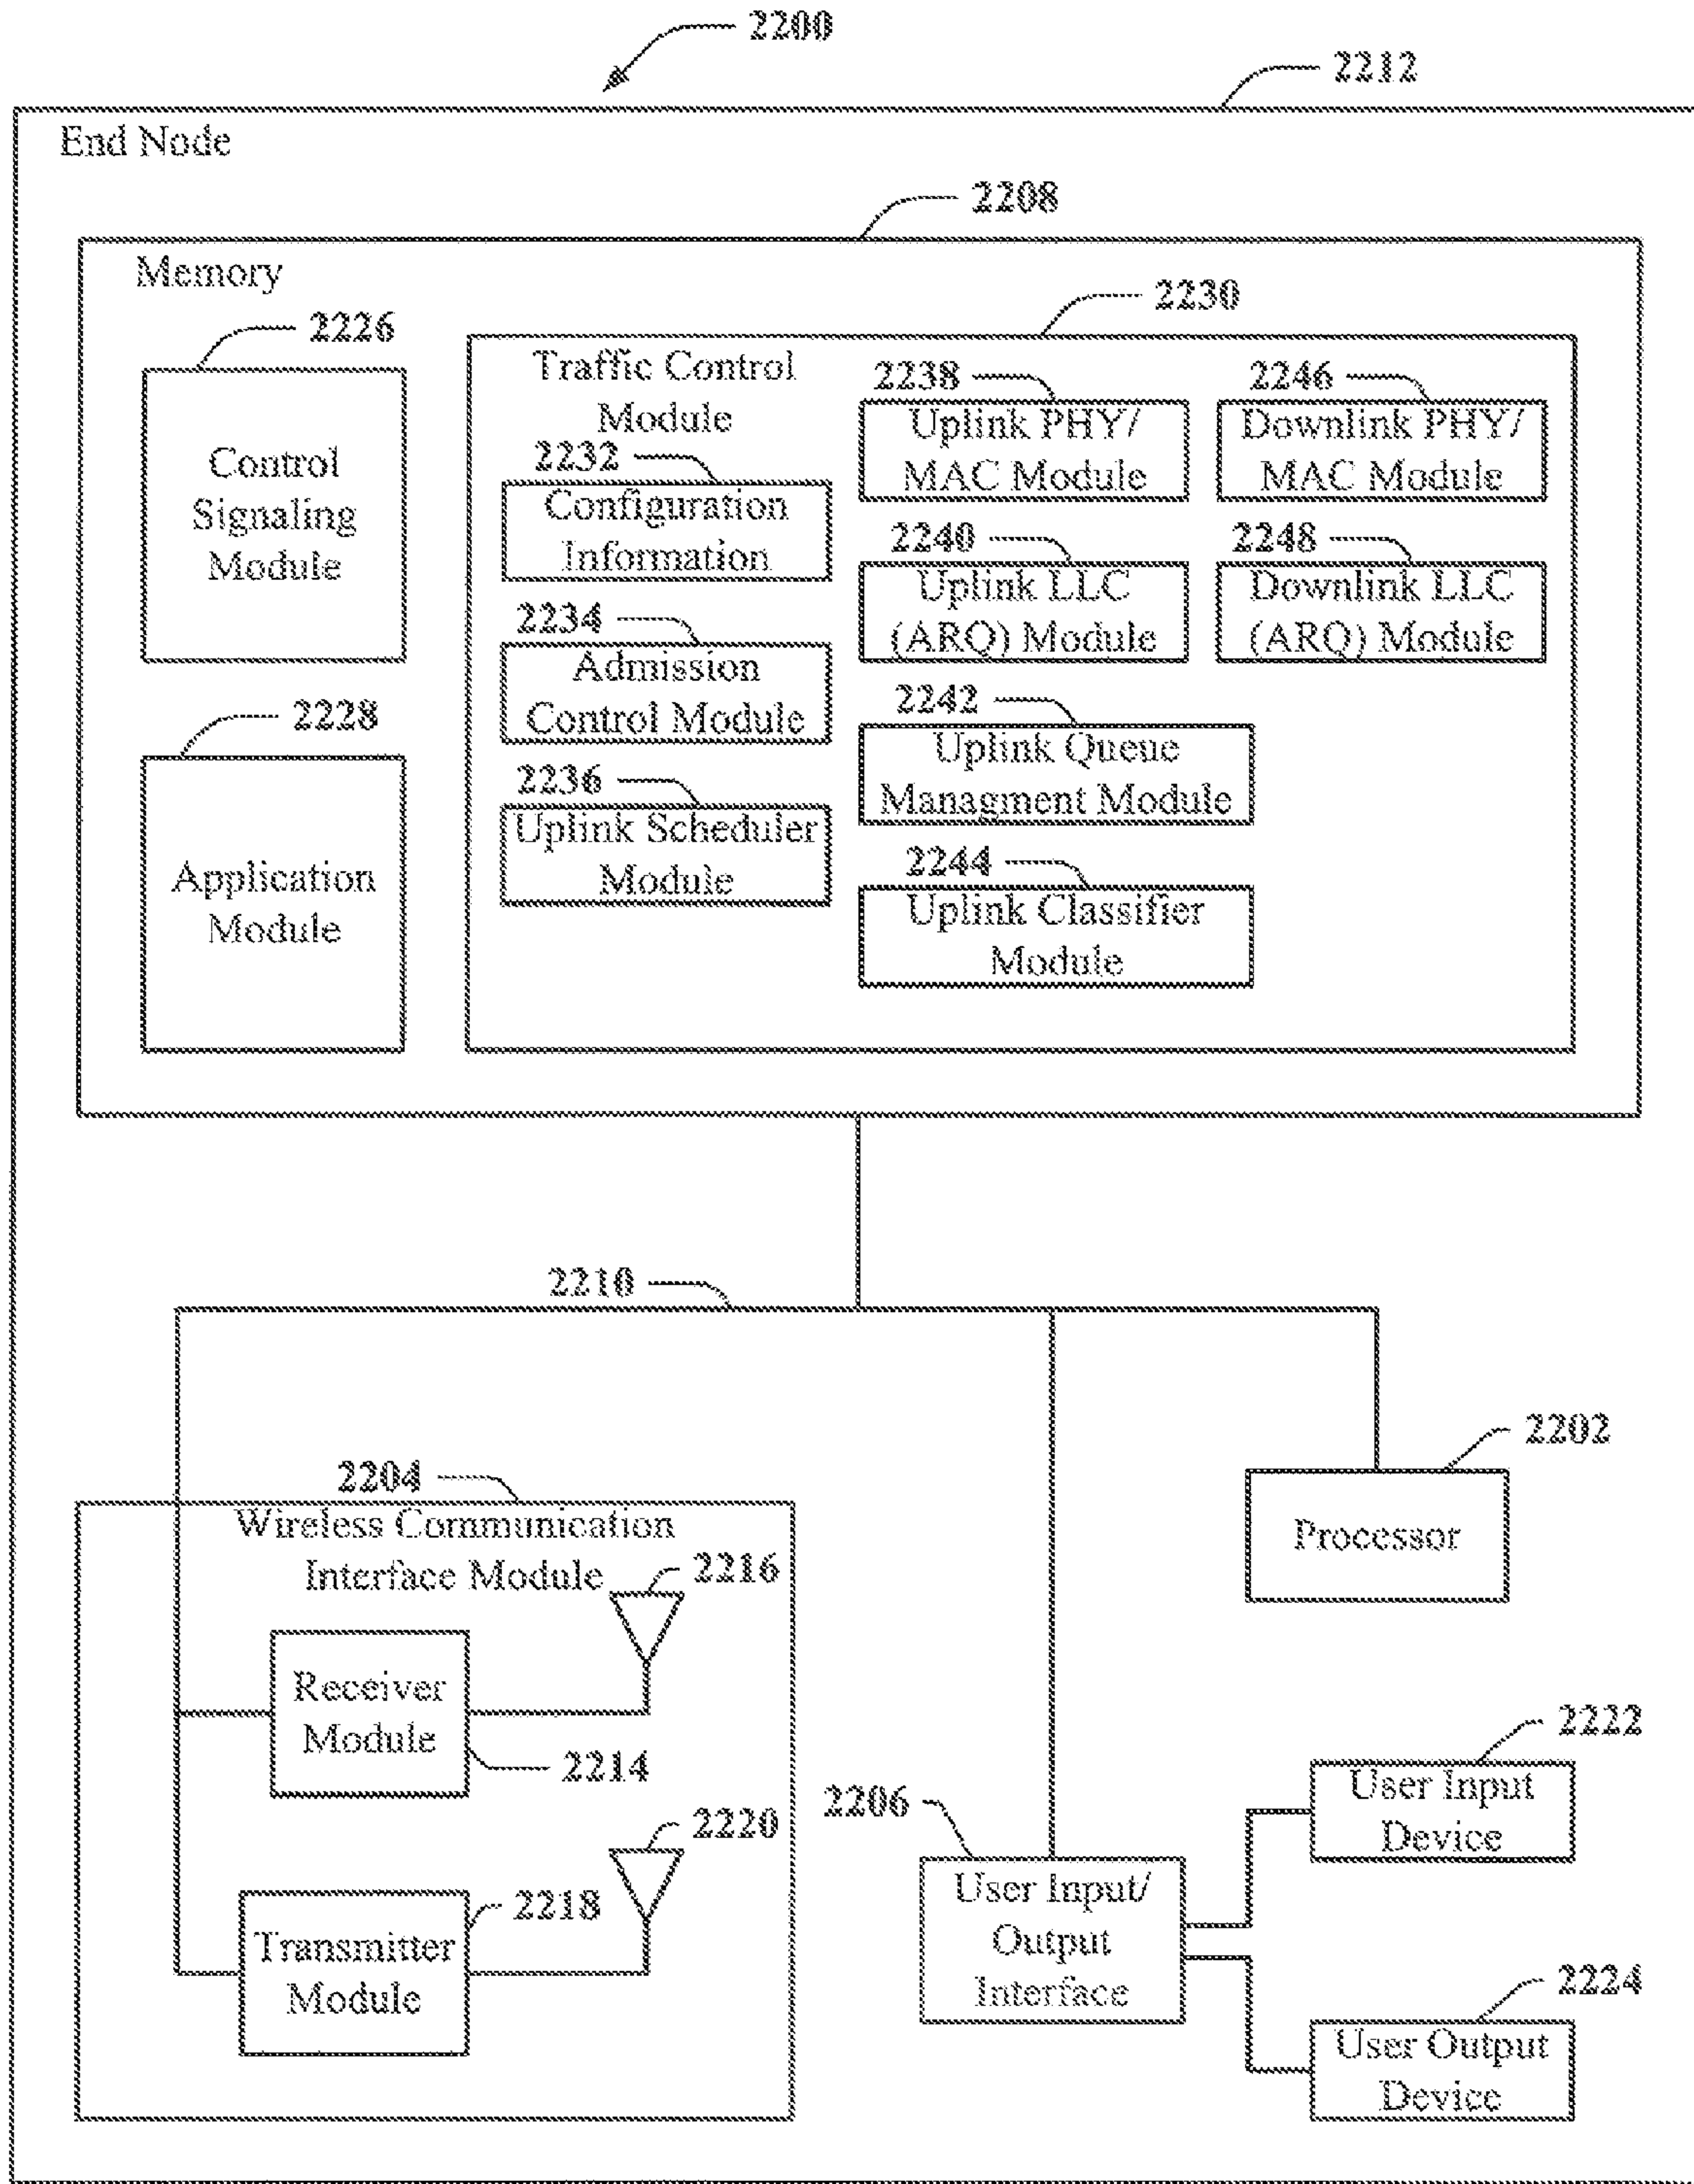 2200
2212
End Node
2208
Memory
2230
2226
Control
Signaling
Module
2228
Application
Module
Traffic Control
Module
2232
Configuration
Information
2234
Admission
Control Module
2236
Uplink Scheduler
Module
2238
Uplink PHY/
MAC Module
2240
Uplink LLC
(ARQ) Module
2242
Uplink Queue
Managment Module
2244
Uplink Classifier
Module
2246
Downlink PHY/
MAC Module
2248
Downlink LLC
(ARQ) Module
2210
2202
Processor
2204
Wireless Communication
Interface Module
2216
Receiver
Module
2214
2220
2218
Transmitter
Module
2206
User Input/
Output
Interface
2222
User Input
Device
2224
User Output
Device